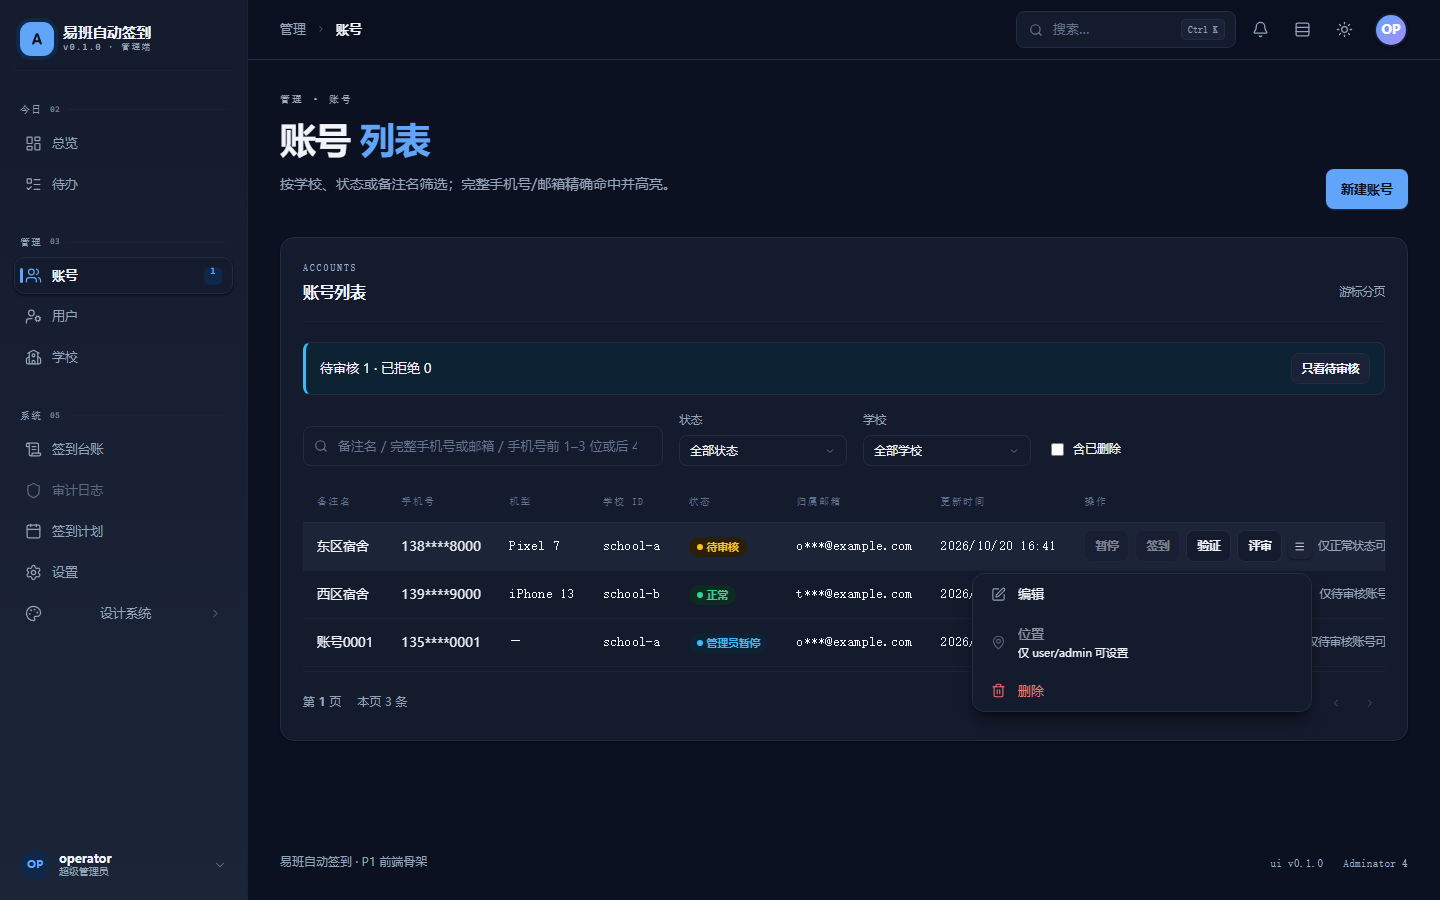 A
易班自动签到
v0.1.0 · 管理端
今日 02
总览
待办
管理 03
账号 1
用户
学校
系统 05
签到台账
审计日志
签到计划
设置
设计系统
OP
operator
超级管理员
管理 › 账号
搜索... Ctrl K
OP
管理 · 账号
账号 列表
按学校、状态或备注名筛选；完整手机号/邮箱精确命中并高亮。
新建账号
ACCOUNTS
账号列表
游标分页
待审核 1 · 已拒绝 0
只看待审核
状态
学校
备注名 / 完整手机号或邮箱 / 手机号前 1–3 位或后 4
全部状态
全部学校
含已删除
备注名 手机号 机型 学校 ID 状态 归属邮箱 更新时间 操作
东区宿舍 138****8000 Pixel 7 school-a 待审核 o***@example.com 2026/10/20 16:41 暂停 签到 验证 评审 仅正常状态可
西区宿舍 139****9000 iPhone 13 school-b 正常 t***@example.com 2026/ 仅待审核账号
账号0001 135****0001 — school-a 管理员暂停 o***@example.com 2026/ 仅待审核账号可
编辑
位置
仅 user/admin 可设置
删除
第 1 页 本页 3 条
易班自动签到 · P1 前端骨架
ui v0.1.0 Adminator 4